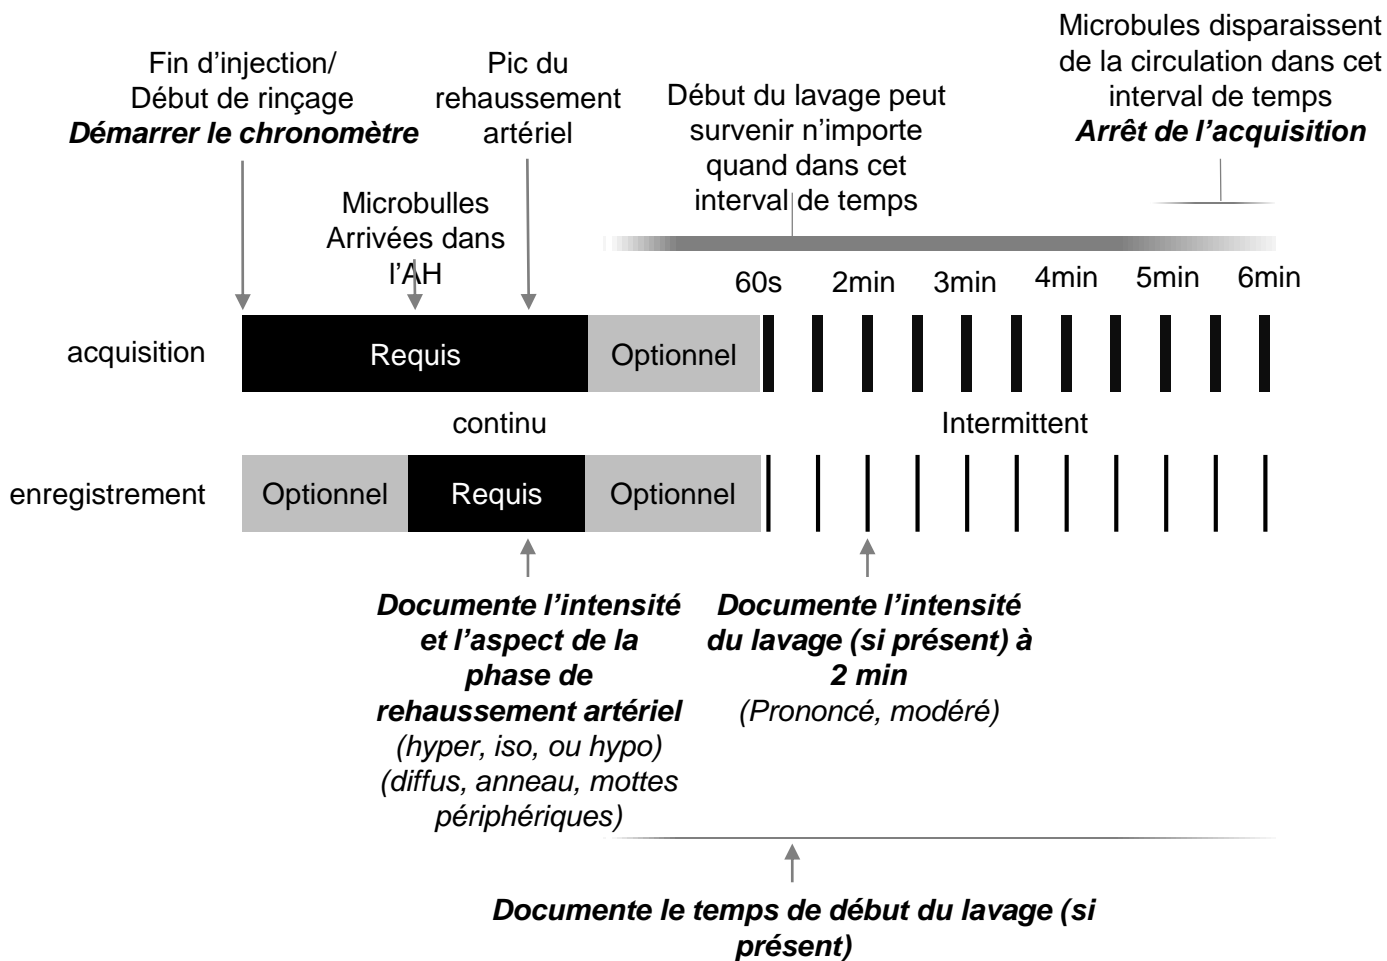 Fin d’injection/
Début de rinçage
Démarrer le chronomètre
Pic du
rehaussement
artériel
Microbulles
Arrivées dans
l’AH
Début du lavage peut
survenir n’importe
quand dans cet
interval de temps
Microbules disparaissent
de la circulation dans cet
interval de temps
Arrêt de l’acquisition
60s 2min 3min 4min 5min 6min
acquisition Requis Optionnel
continu Intermittent
enregistrement Optionnel Requis Optionnel
Documente l’intensité
et l’aspect de la
phase de
rehaussement artériel
(hyper, iso, ou hypo)
(diffus, anneau, mottes
périphériques)
Documente l’intensité
du lavage (si présent) à
2 min
(Prononcé, modéré)
Documente le temps de début du lavage (si
présent)